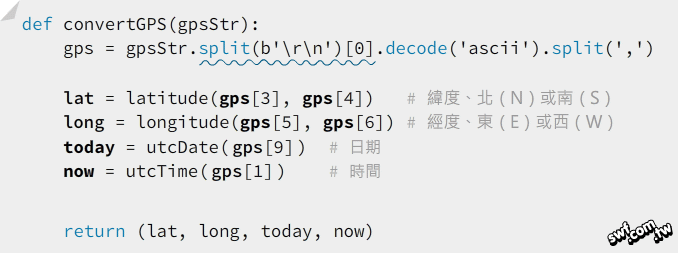 def convertGPS(gpsStr):
    gps = gpsStr.split(b'\r\n')[0].decode('ascii').split(',')
    lat = latitude(gps[3], gps[4])   # 緯度、北(N)或南(S)
    long = longitude(gps[5], gps[6]) # 經度、東(E)或西(W)
    today = utcDate(gps[9])  # 日期
    now = utcTime(gps[1])   # 時間
    return (lat, long, today, now)
swf.com.tw